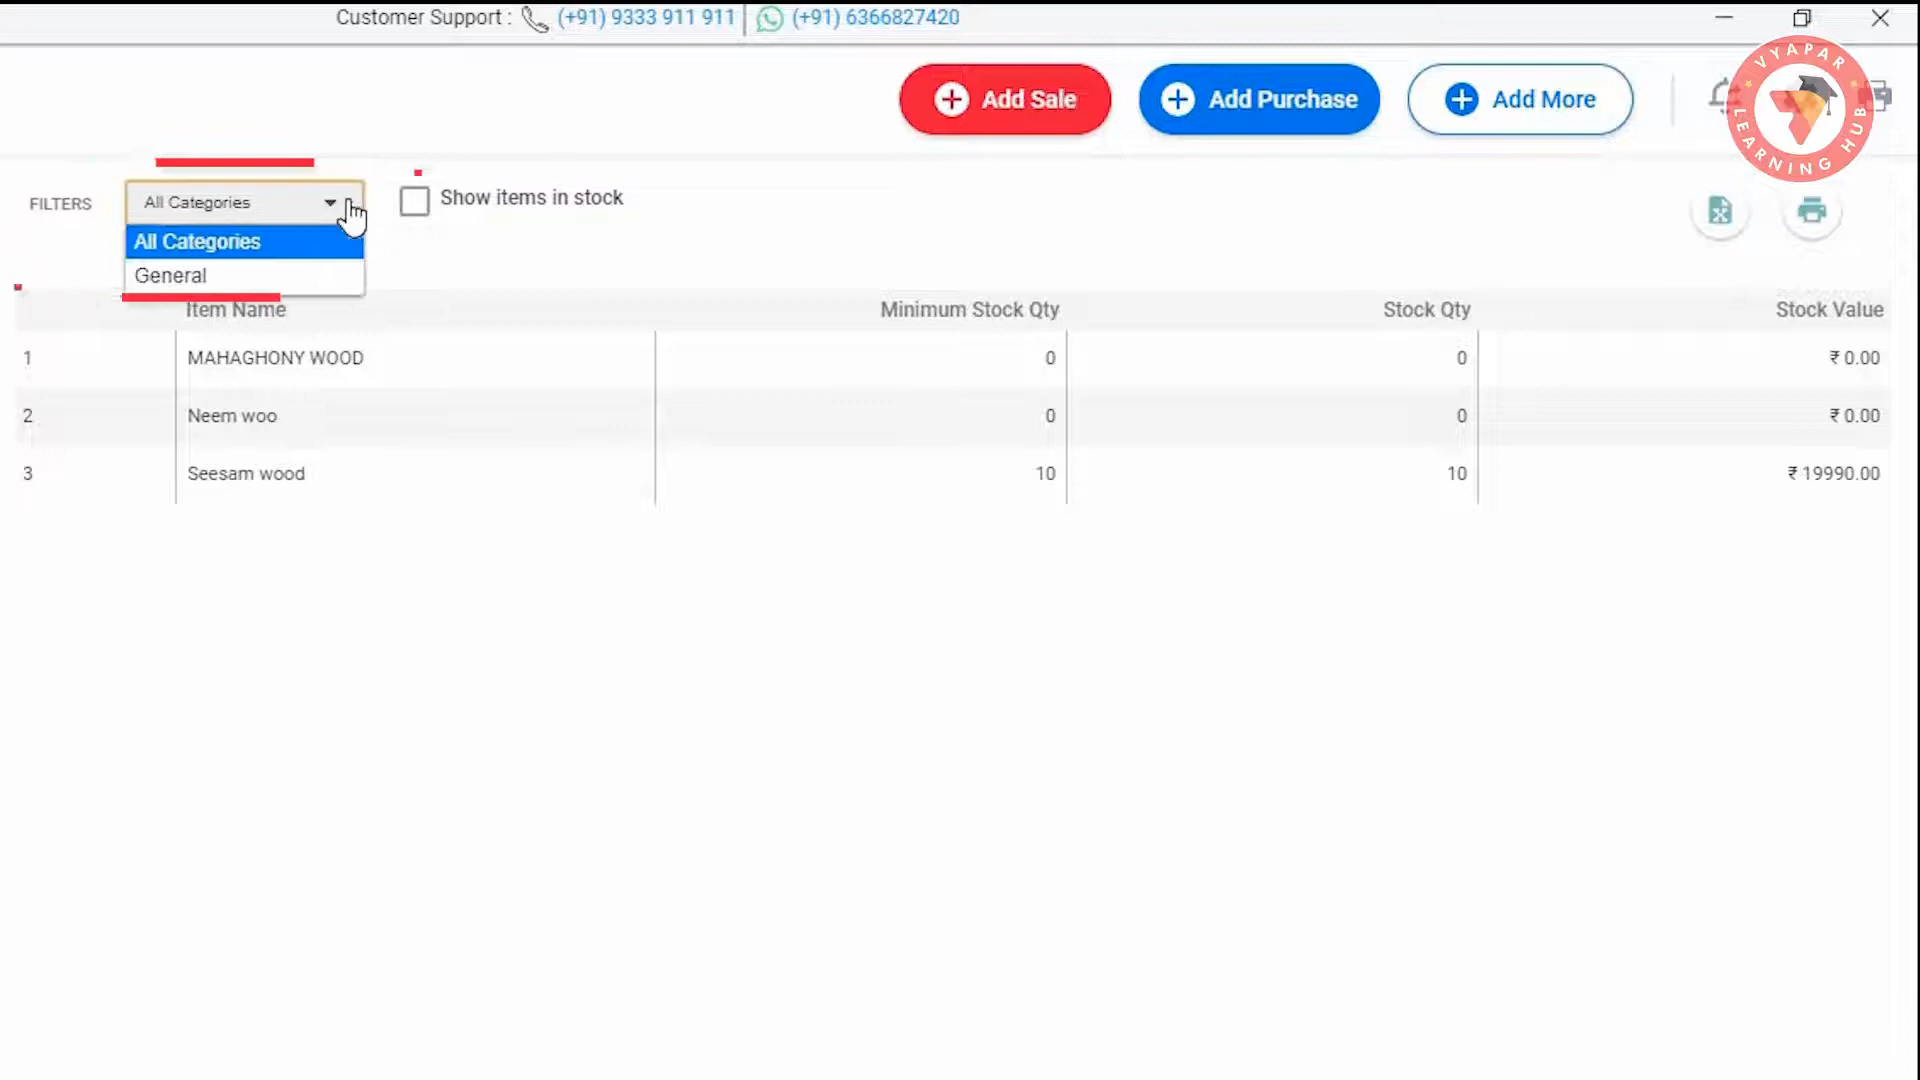 Customer Support : (+91) 9333 911 911 (+91) 6366827420
Add Sale Add Purchase Add More
VYAPAR LEARNING HUB
FILTERS All Categories Show items in stock
All Categories
General
Item Name Minimum Stock Qty Stock Qty Stock Value
1 MAHAGHONY WOOD 0 0 ₹ 0.00
2 Neem woo 0 0 ₹ 0.00
3 Seesam wood 10 10 ₹ 19990.00